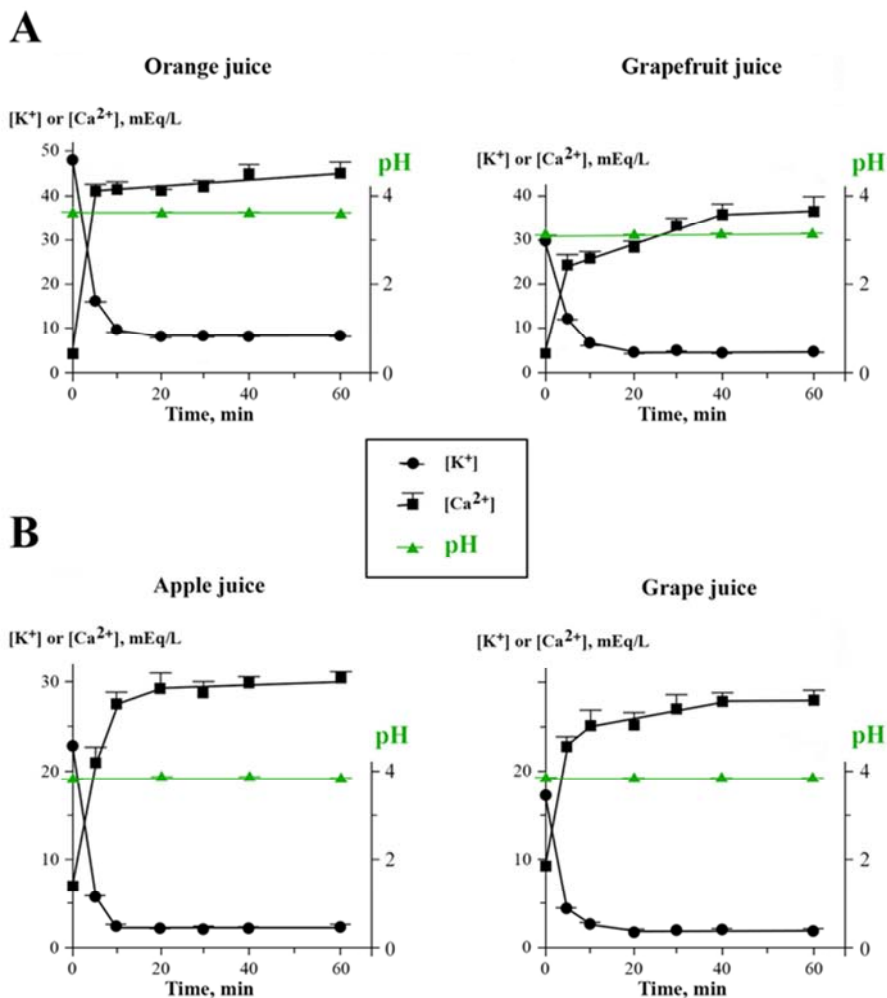 A
Orange juice
Grapefruit juice
[K⁺] or [Ca²⁺], mEq/L
[K⁺] or [Ca²⁺], mEq/L
pH
pH
50
40
30
20
10
0
4
2
0
0 20 40 60
Time, min
40
30
20
10
0
4
2
0
0 20 40 60
Time, min
[K⁺]
[Ca²⁺]
pH
B
Apple juice
Grape juice
[K⁺] or [Ca²⁺], mEq/L
[K⁺] or [Ca²⁺], mEq/L
pH
pH
30
20
10
0
4
2
0
0 20 40 60
Time, min
20
10
0
4
2
0
0 20 40 60
Time, min